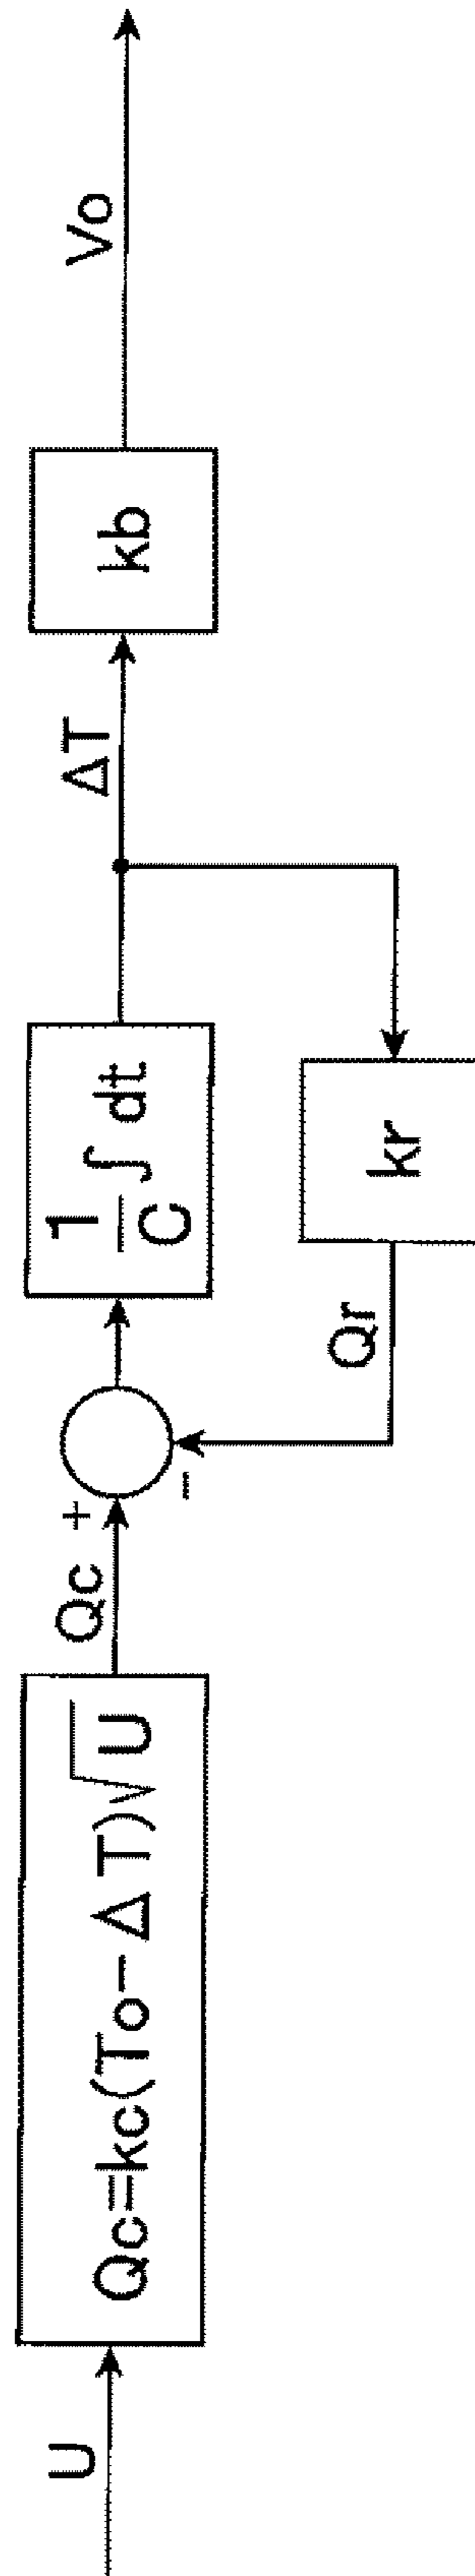 U
Qc=kc(To-ΔT)√U
Qc
+
-
1/C ∫ dt
Qr
kr
ΔT
kb
Vo